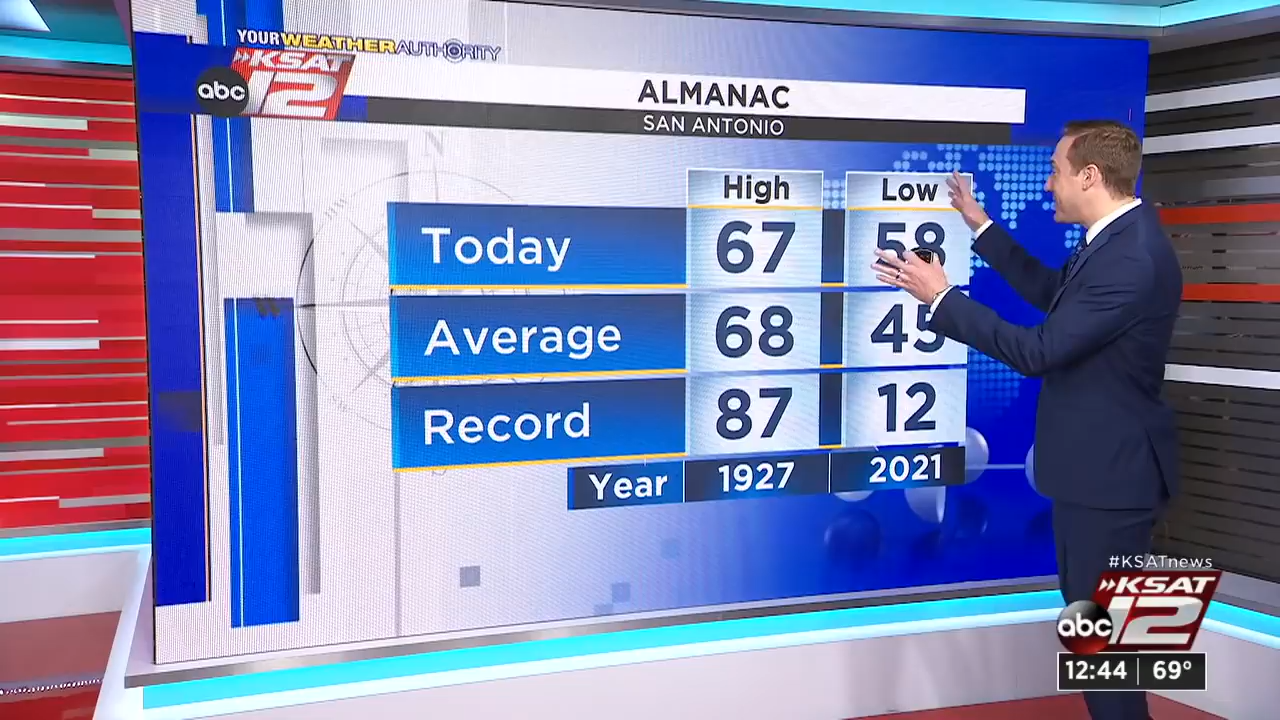 YOUR WEATHER AUTHORITY
»KSAT
abc 12
ALMANAC
SAN ANTONIO
High Low
Today 67 58
Average 68 45
Record 87 12
Year 1927 2021
#KSATnews
»KSAT
abc 12
12:44 69°